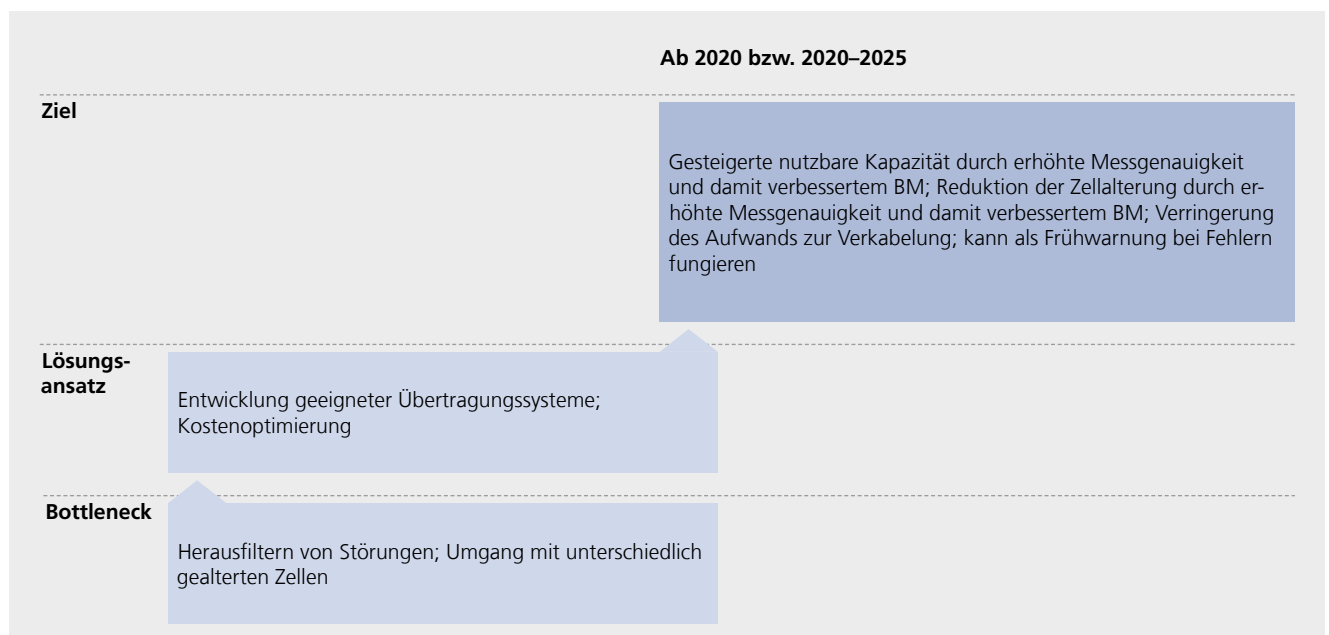 Ab 2020 bzw. 2020–2025
Ziel
Gesteigerte nutzbare Kapazität durch erhöhte Messgenauigkeit
und damit verbessertem BM; Reduktion der Zellalterung durch er-
höhte Messgenauigkeit und damit verbessertem BM; Verringerung
des Aufwands zur Verkabelung; kann als Frühwarnung bei Fehlern
fungieren
Lösungs-
ansatz
Entwicklung geeigneter Übertragungssysteme;
Kostenoptimierung
Bottleneck
Herausfiltern von Störungen; Umgang mit unterschiedlich
gealterten Zellen